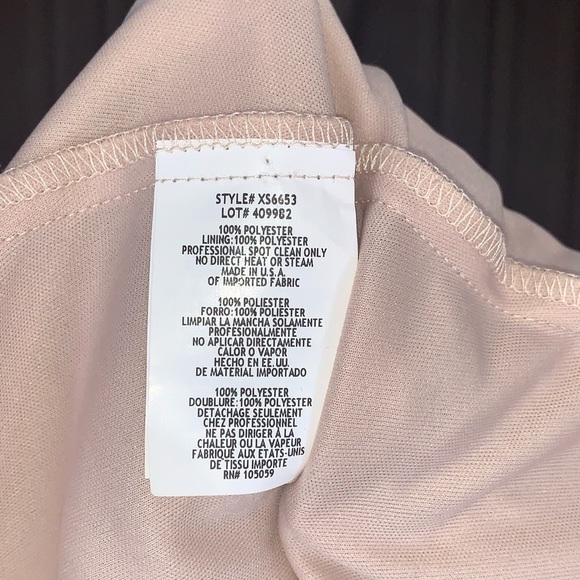 STYLE# XS6653
LOT# 409982
100% POLYESTER
LINING:100% POLYESTER
PROFESSIONAL SPOT CLEAN ONLY
NO DIRECT HEAT OR STEAM
MADE IN U.S.A.
OF IMPORTED FABRIC
100% POLIESTER
FORRO:100% POLIESTER
LIMPIAR LA MANCHA SOLAMENTE
PROFESIONALMENTE
NO APLICAR DIRECTAMENTE
CALOR O VAPOR
HECHO EN EE.UU.
DE MATERIAL IMPORTADO
100% POLYESTER
DOUBLURE:100% POLYESTER
DETACHAGE SEULEMENT
CHEZ PROFESSIONNEL
NE PAS DIRIGER À LA
CHALEUR OU LA VAPEUR
FABRIQUÉ AUX ÉTATS-UNIS
DE TISSU IMPORTE
RN# 105059